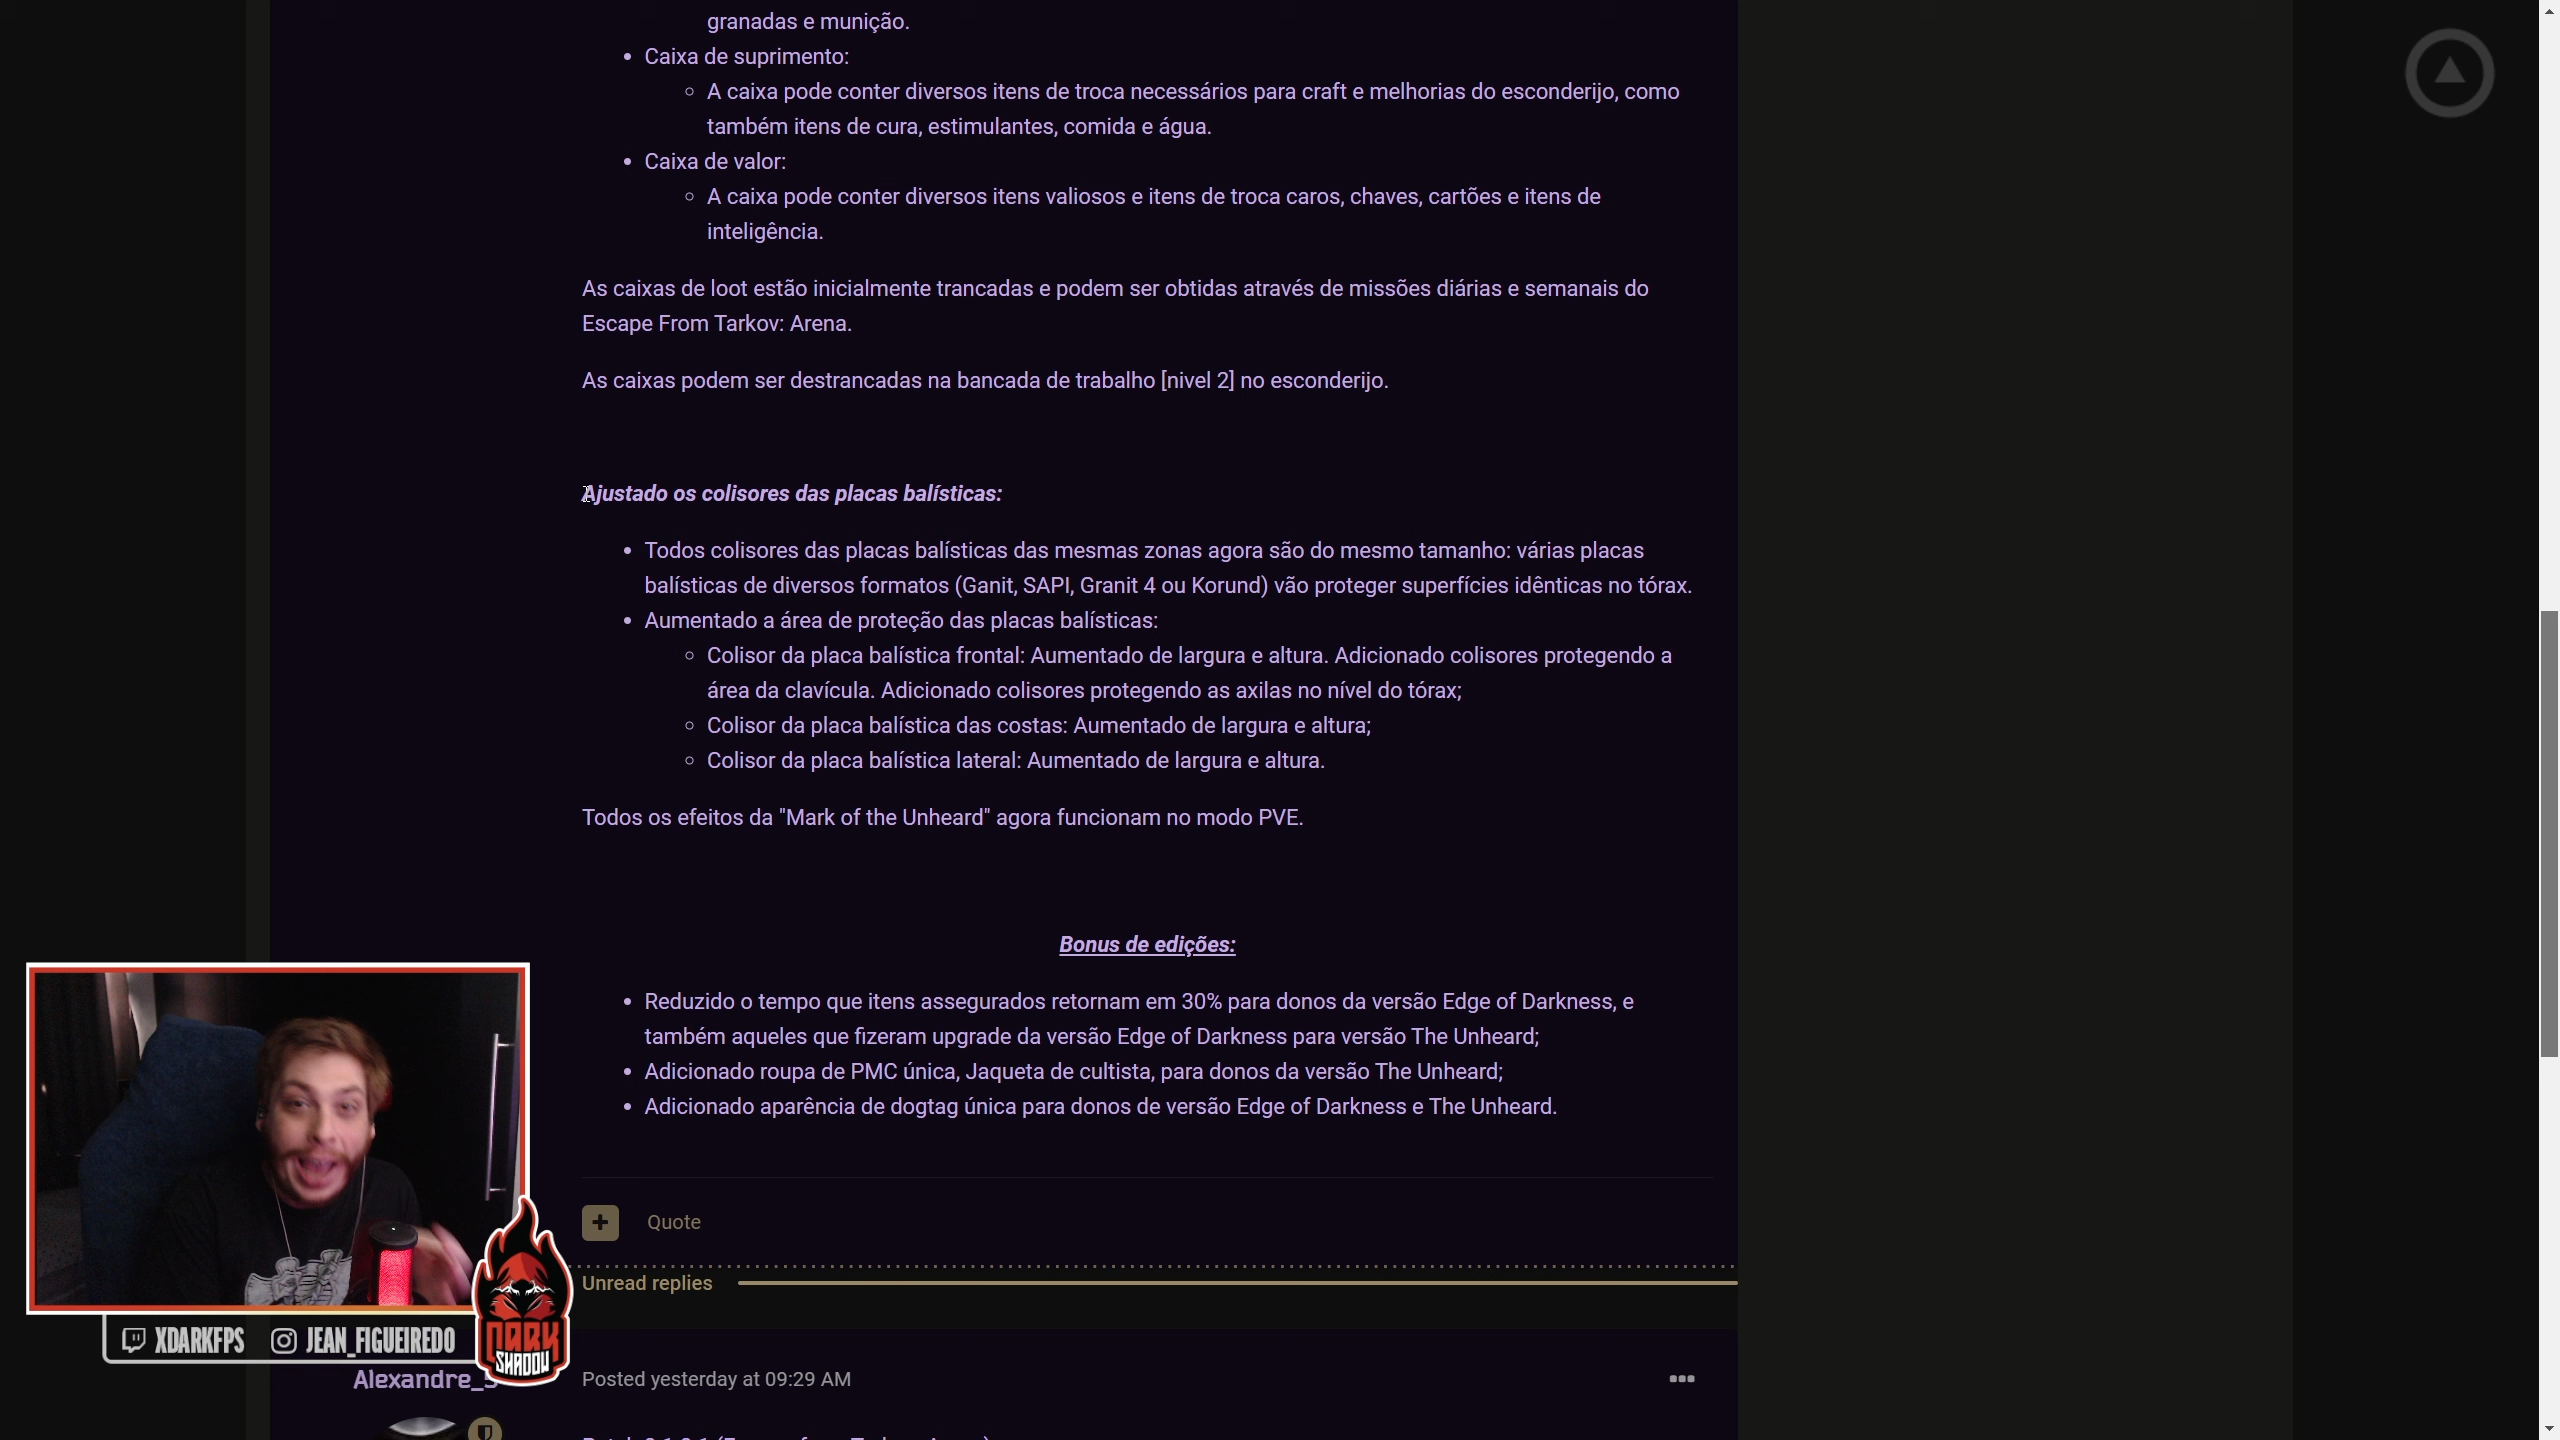 granadas e munição.
• Caixa de suprimento:
○ A caixa pode conter diversos itens de troca necessários para craft e melhorias do esconderijo, como
também itens de cura, estimulantes, comida e água.
• Caixa de valor:
○ A caixa pode conter diversos itens valiosos e itens de troca caros, chaves, cartões e itens de
inteligência.
As caixas de loot estão inicialmente trancadas e podem ser obtidas através de missões diárias e semanais do
Escape From Tarkov: Arena.
As caixas podem ser destrancadas na bancada de trabalho [nivel 2] no esconderijo.
Ajustado os colisores das placas balísticas:
• Todos colisores das placas balísticas das mesmas zonas agora são do mesmo tamanho: várias placas
balísticas de diversos formatos (Ganit, SAPI, Granit 4 ou Korund) vão proteger superfícies idênticas no tórax.
• Aumentado a área de proteção das placas balísticas:
○ Colisor da placa balística frontal: Aumentado de largura e altura. Adicionado colisores protegendo a
área da clavícula. Adicionado colisores protegendo as axilas no nível do tórax;
○ Colisor da placa balística das costas: Aumentado de largura e altura;
○ Colisor da placa balística lateral: Aumentado de largura e altura.
Todos os efeitos da "Mark of the Unheard" agora funcionam no modo PVE.
Bonus de edições:
• Reduzido o tempo que itens assegurados retornam em 30% para donos da versão Edge of Darkness, e
também aqueles que fizeram upgrade da versão Edge of Darkness para versão The Unheard;
• Adicionado roupa de PMC única, Jaqueta de cultista, para donos da versão The Unheard;
• Adicionado aparência de dogtag única para donos de versão Edge of Darkness e The Unheard.
Quote
Unread replies
XDARKFPS JEAN_FIGUEIREDO
DARK
SHADOW
Posted yesterday at 09:29 AM